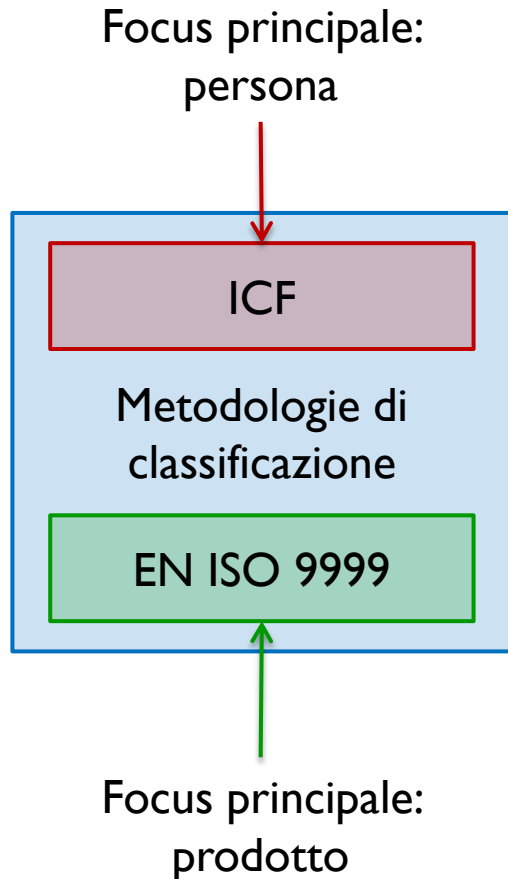 Focus principale:
persona
ICF
Metodologie di
classificazione
EN ISO 9999
Focus principale:
prodotto